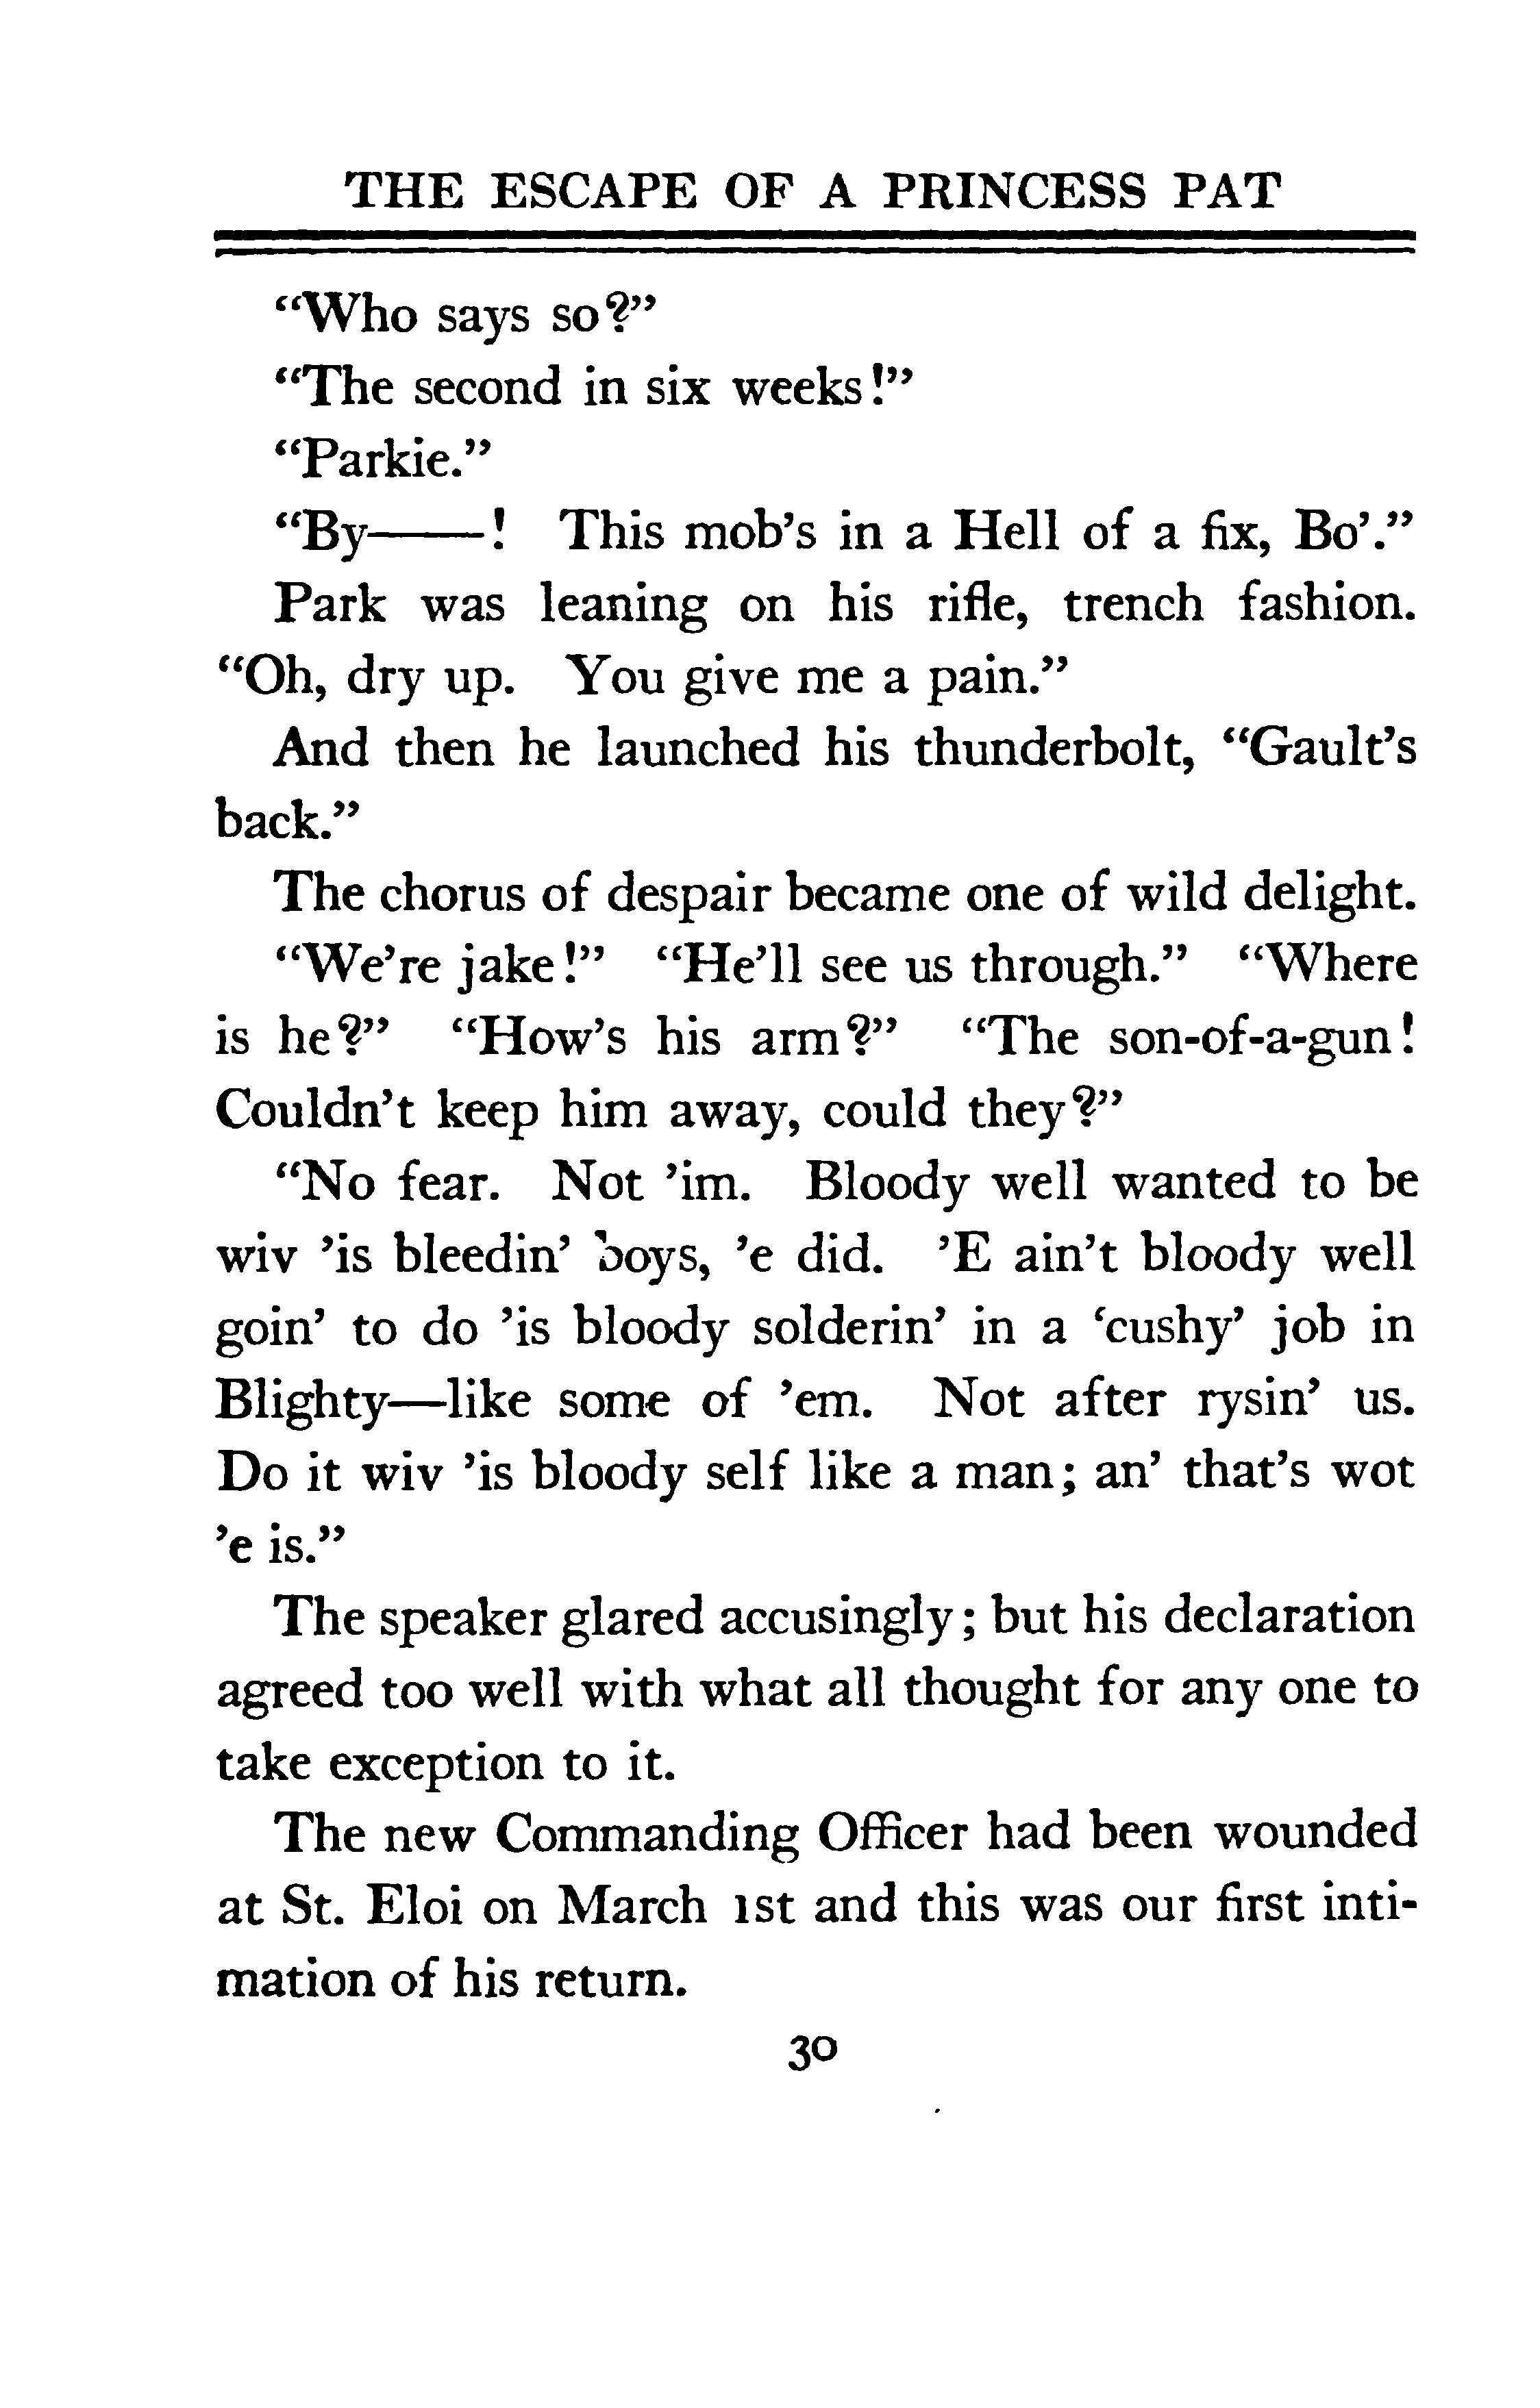 THE ESCAPE OF A PRINCESS PAT
“Who says so?”
“The second in six weeks!”
“Parkie.”
“By——! This mob’s in a Hell of a fix, Bo’.”
Park was leaning on his rifle, trench fashion.
“Oh, dry up. You give me a pain.”
And then he launched his thunderbolt, “Gault’s
back.”
The chorus of despair became one of wild delight.
“We’re jake!” “He’ll see us through.” “Where
is he?” “How’s his arm?” “The son-of-a-gun!
Couldn’t keep him away, could they?”
“No fear. Not ’im. Bloody well wanted to be
wiv ’is bleedin’ boys, ’e did. ’E ain’t bloody well
goin’ to do ’is bloody solderin’ in a ‘cushy’ job in
Blighty—like some of ’em. Not after rysin’ us.
Do it wiv ’is bloody self like a man; an’ that’s wot
’e is.”
The speaker glared accusingly; but his declaration
agreed too well with what all thought for any one to
take exception to it.
The new Commanding Officer had been wounded
at St. Eloi on March 1st and this was our first inti-
mation of his return.
30